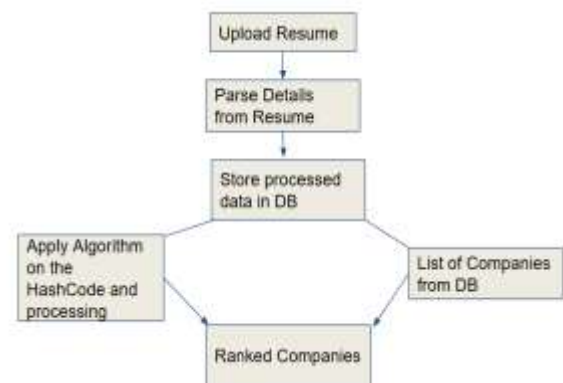 Upload Resume
Parse Details
from Resume
Store processed
data in DB
Apply Algorithm
on the
HashCode and
processing
List of Companies
from DB
Ranked Companies